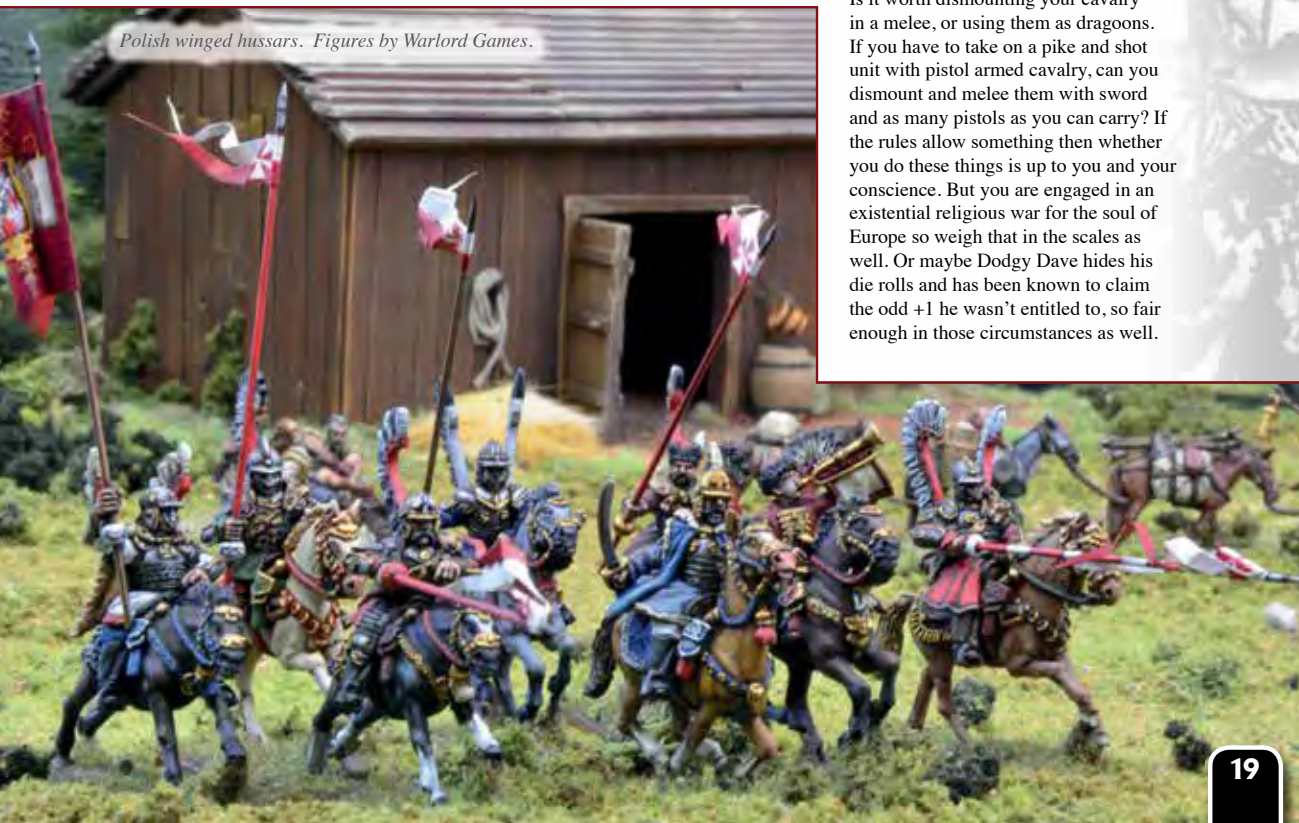 Polish winged hussars. Figures by Warlord Games.
Is it worth dismounting your cavalry
in a melee, or using them as dragoons.
If you have to take on a pike and shot
unit with pistol armed cavalry, can you
dismount and melee them with sword
and as many pistols as you can carry? If
the rules allow something then whether
you do these things is up to you and your
conscience. But you are engaged in an
existential religious war for the soul of
Europe so weigh that in the scales as
well. Or maybe Dodgy Dave hides his
die rolls and has been known to claim
the odd +1 he wasn’t entitled to, so fair
enough in those circumstances as well.
19